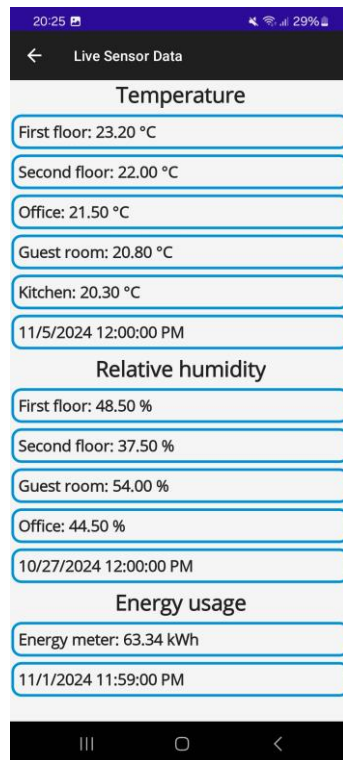 20:25 29%
Live Sensor Data
Temperature
First floor: 23.20 °C
Second floor: 22.00 °C
Office: 21.50 °C
Guest room: 20.80 °C
Kitchen: 20.30 °C
11/5/2024 12:00:00 PM
Relative humidity
First floor: 48.50 %
Second floor: 37.50 %
Guest room: 54.00 %
Office: 44.50 %
10/27/2024 12:00:00 PM
Energy usage
Energy meter: 63.34 kWh
11/1/2024 11:59:00 PM